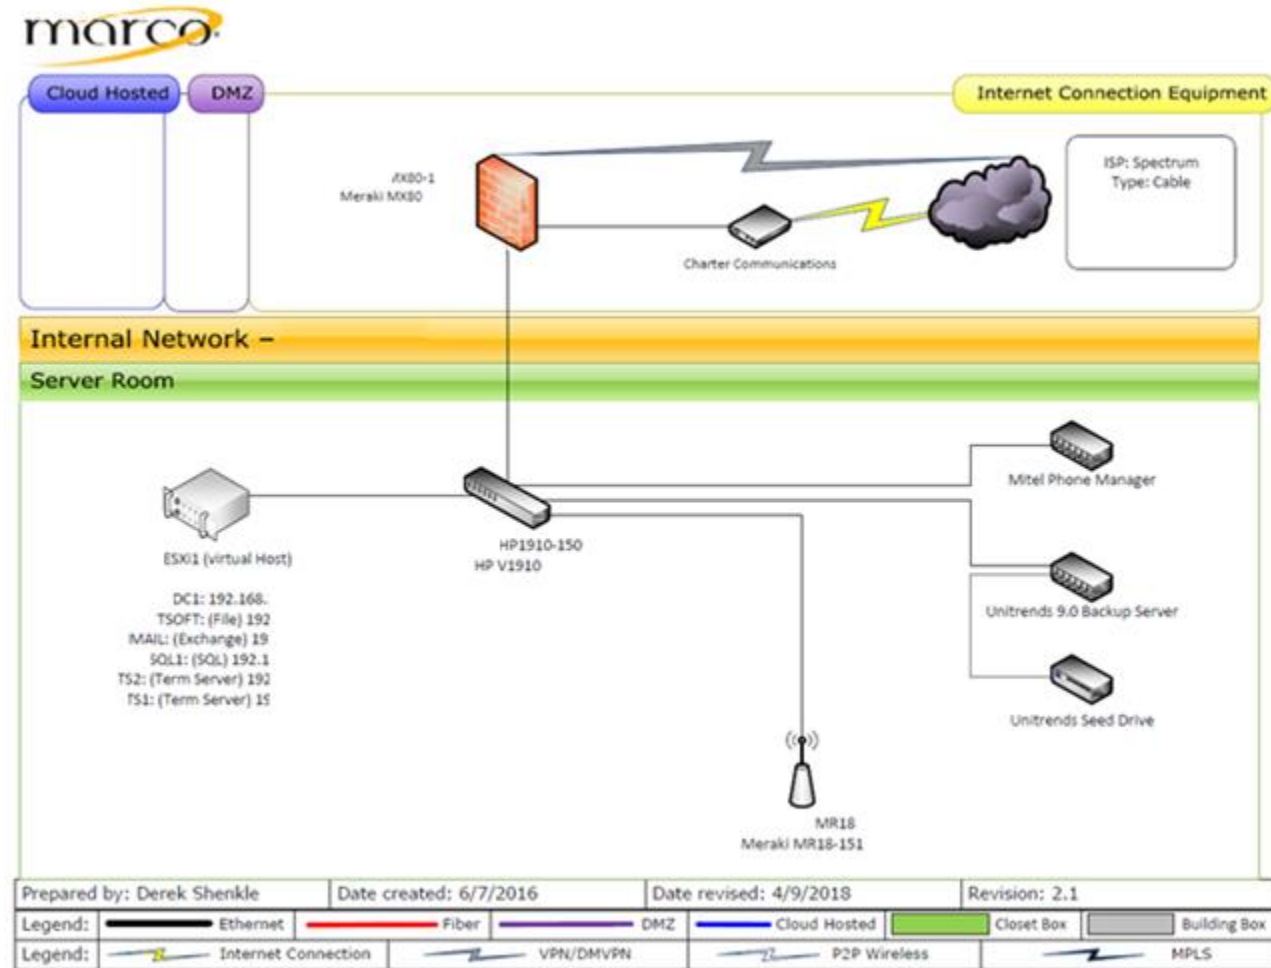 marco
Cloud Hosted
DMZ
Internet Connection Equipment
MX80-1
Meraki MX80
ISP: Spectrum
Type: Cable
Charter Communications
Internal Network –
Server Room
Mitel Phone Manager
ESXi1 (virtual Host)
HP1910-150
HP V1910
DC1: 192.168.
TSOFT: (File) 192
MAIL: (Exchange) 19
SQL1: (SQL) 192.1
TS2: (Term Server) 192
TS1: (Term Server) 19
Unitrends 9.0 Backup Server
Unitrends Seed Drive
MR18
Meraki MR18-151
Prepared by: Derek Shenkle Date created: 6/7/2016 Date revised: 4/9/2018 Revision: 2.1
Legend: Ethernet Fiber DMZ Cloud Hosted Closet Box Building Box
Legend: Internet Connection VPN/DMVPN P2P Wireless MPLS